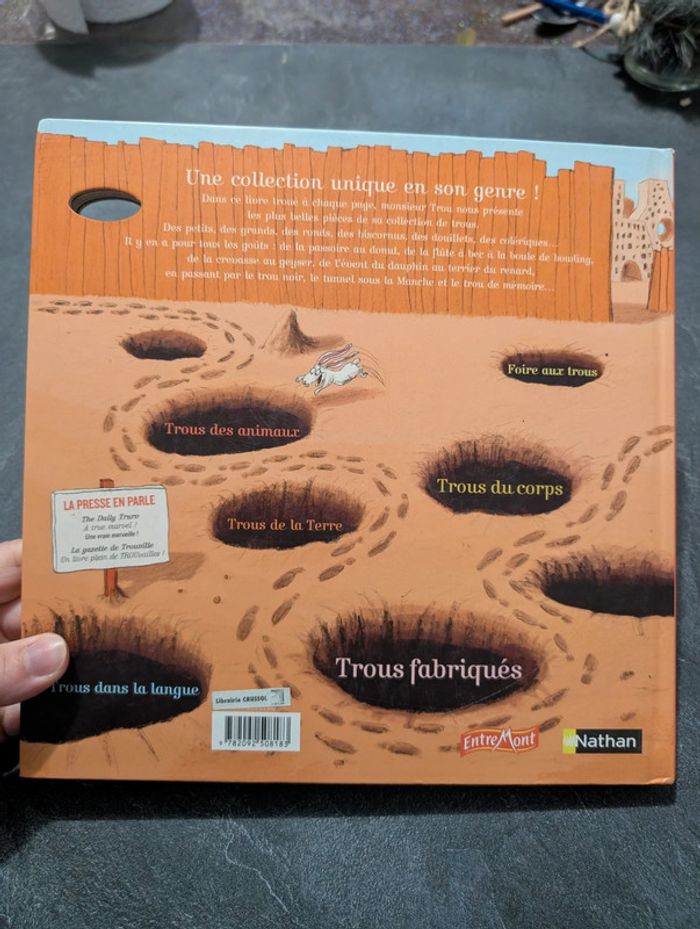 Une collection unique en son genre !
Dans ce livre troué à chaque page, monsieur Trou nous présente
les plus belles pièces de sa collection de trous.
Des petits, des grands, des ronds, des biscornus, des douillets, des colériques...
Il y en a pour tous les goûts : de la passoire au donut, de la flûte à bec à la boule de bowling,
de la crevasse au geyser, de l'évent du dauphin au terrier du renard,
en passant par le trou noir, le tunnel sous la Manche et le trou de mémoire...
Foire aux trous
Trous des animaux
Trous du corps
LA PRESSE EN PARLE
The Daily Truro
A true marvel !
Une vraie merveille !
La gazette de Trouville
Un livre plein de TROUvailles !
Trous de la Terre
Trous fabriqués
Trous dans la langue
Librairie CRUSSOL
9 782092 508183
EntreMont
Nathan